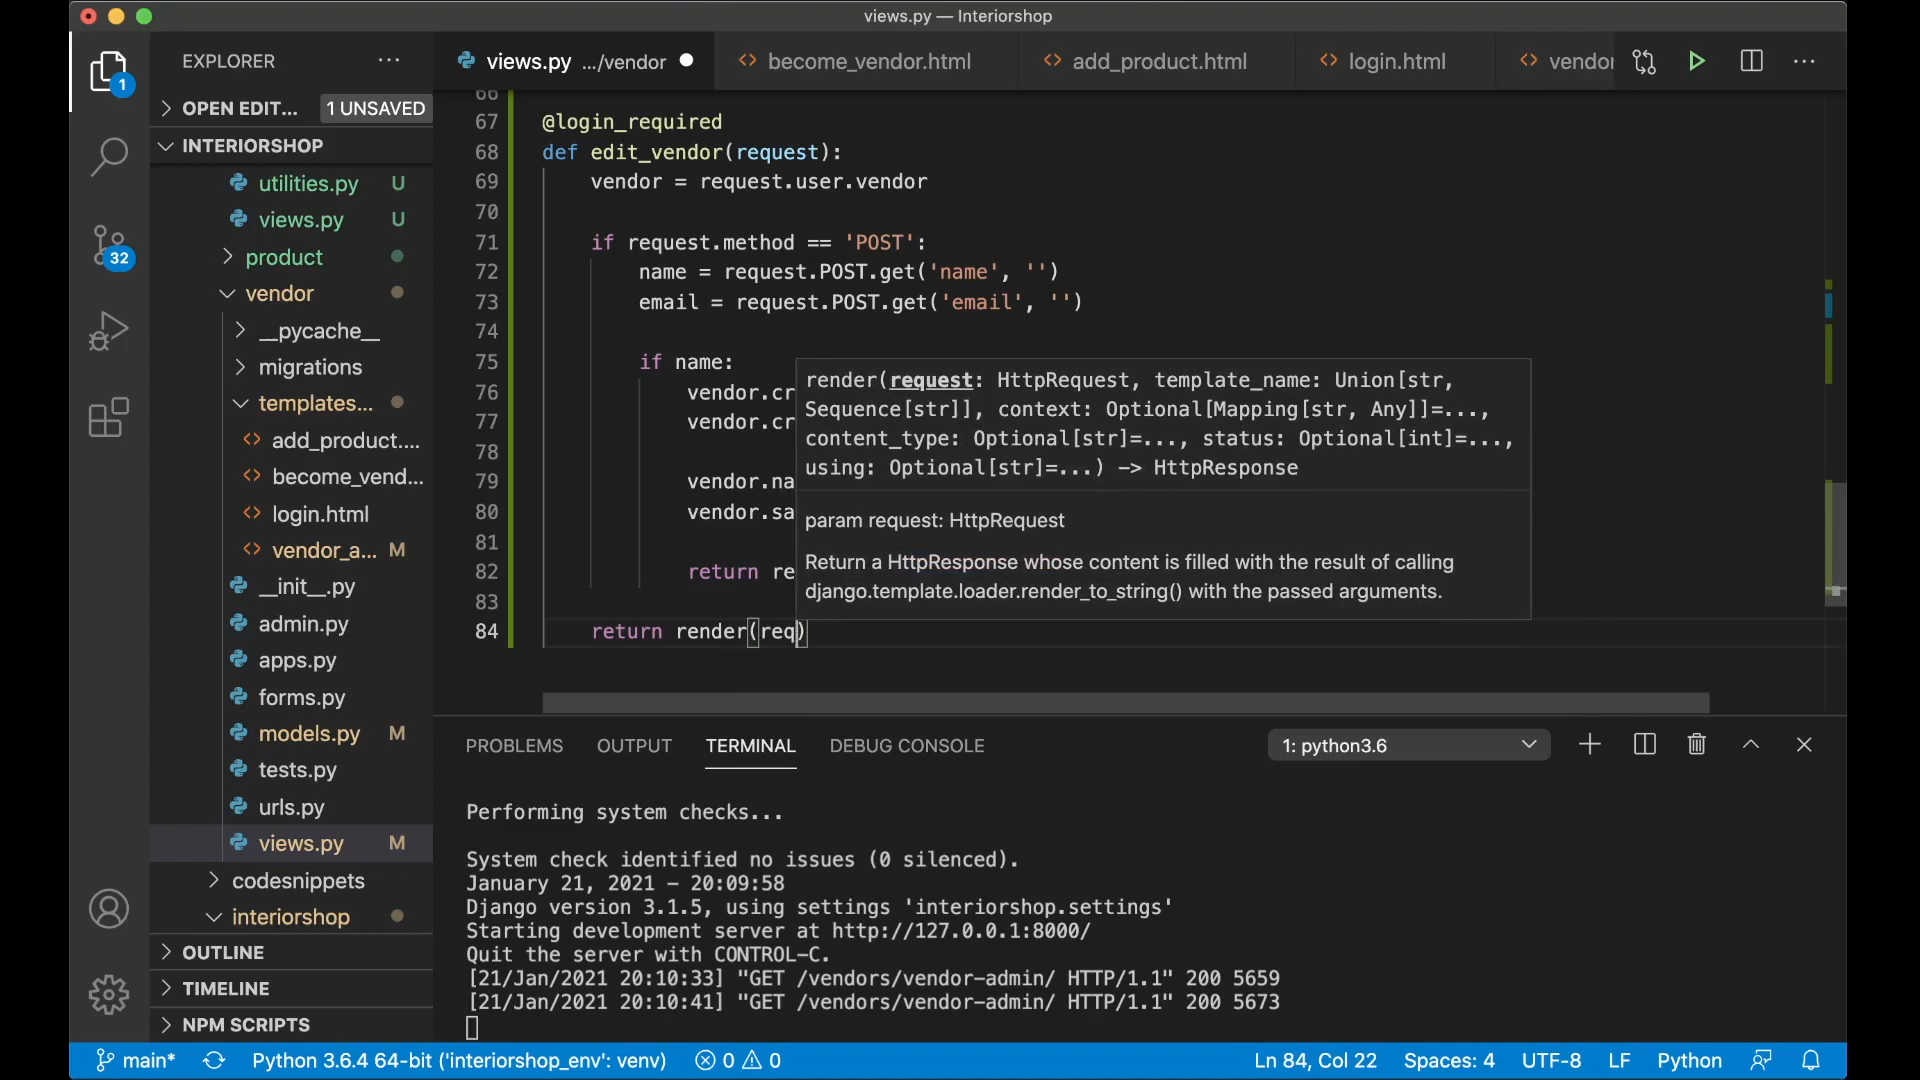 views.py — Interiorshop
EXPLORER
views.py .../vendor
become_vendor.html
add_product.html
login.html
vendor
1
OPEN EDIT... 1 UNSAVED
INTERIORSHOP
utilities.py U
views.py U
product
vendor
__pycache__
migrations
templates...
add_product....
become_vend...
login.html
vendor_a... M
__init__.py
admin.py
apps.py
forms.py
models.py M
tests.py
urls.py
views.py M
codesnippets
interiorshop
OUTLINE
TIMELINE
NPM SCRIPTS
32
66
67 @login_required
68 def edit_vendor(request):
69 vendor = request.user.vendor
70
71 if request.method == 'POST':
72 name = request.POST.get('name', '')
73 email = request.POST.get('email', '')
74
75 if name:
76 vendor.cr
77 vendor.cr
78
79 vendor.na
80 vendor.sa
81
82 return re
83
84 return render(req)
render(request: HttpRequest, template_name: Union[str,
Sequence[str]], context: Optional[Mapping[str, Any]]=...,
content_type: Optional[str]=..., status: Optional[int]=...,
using: Optional[str]=...) -> HttpResponse
param request: HttpRequest
Return a HttpResponse whose content is filled with the result of calling
django.template.loader.render_to_string() with the passed arguments.
PROBLEMS OUTPUT TERMINAL DEBUG CONSOLE
1: python3.6
Performing system checks...
System check identified no issues (0 silenced).
January 21, 2021 - 20:09:58
Django version 3.1.5, using settings 'interiorshop.settings'
Starting development server at http://127.0.0.1:8000/
Quit the server with CONTROL-C.
[21/Jan/2021 20:10:33] "GET /vendors/vendor-admin/ HTTP/1.1" 200 5659
[21/Jan/2021 20:10:41] "GET /vendors/vendor-admin/ HTTP/1.1" 200 5673
main* Python 3.6.4 64-bit ('interiorshop_env': venv) 0 0 Ln 84, Col 22 Spaces: 4 UTF-8 LF Python